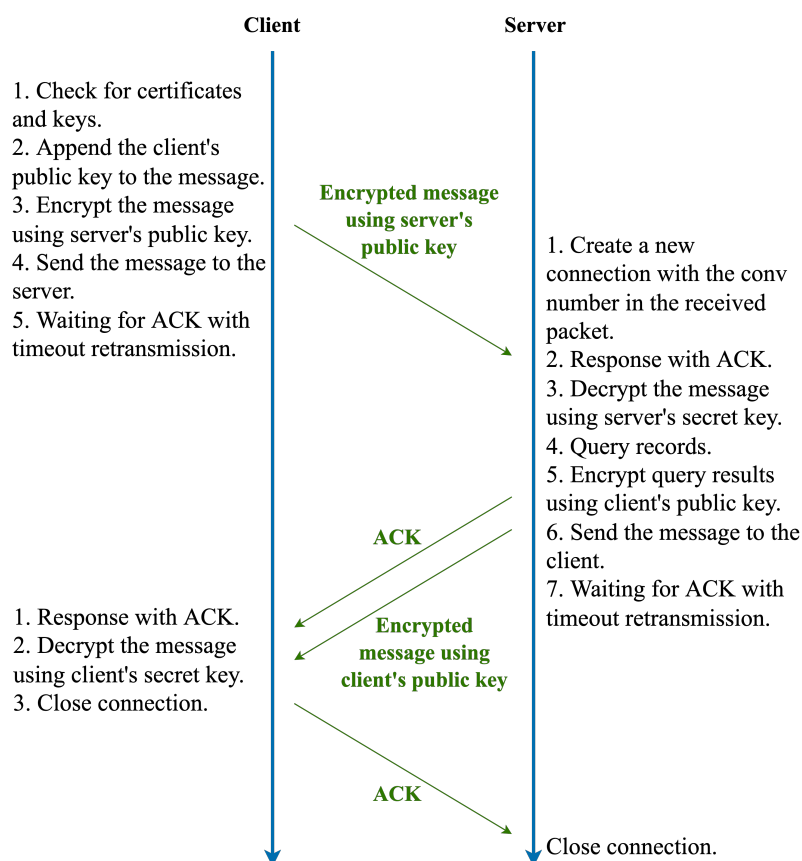 Client
Server
1. Check for certificates
and keys.
2. Append the client's
public key to the message.
3. Encrypt the message
using server's public key.
4. Send the message to the
server.
5. Waiting for ACK with
timeout retransmission.
Encrypted message
using server's
public key
1. Create a new
connection with the conv
number in the received
packet.
2. Response with ACK.
3. Decrypt the message
using server's secret key.
4. Query records.
5. Encrypt query results
using client's public key.
6. Send the message to the
client.
7. Waiting for ACK with
timeout retransmission.
ACK
Encrypted
message using
client's public key
1. Response with ACK.
2. Decrypt the message
using client's secret key.
3. Close connection.
ACK
Close connection.